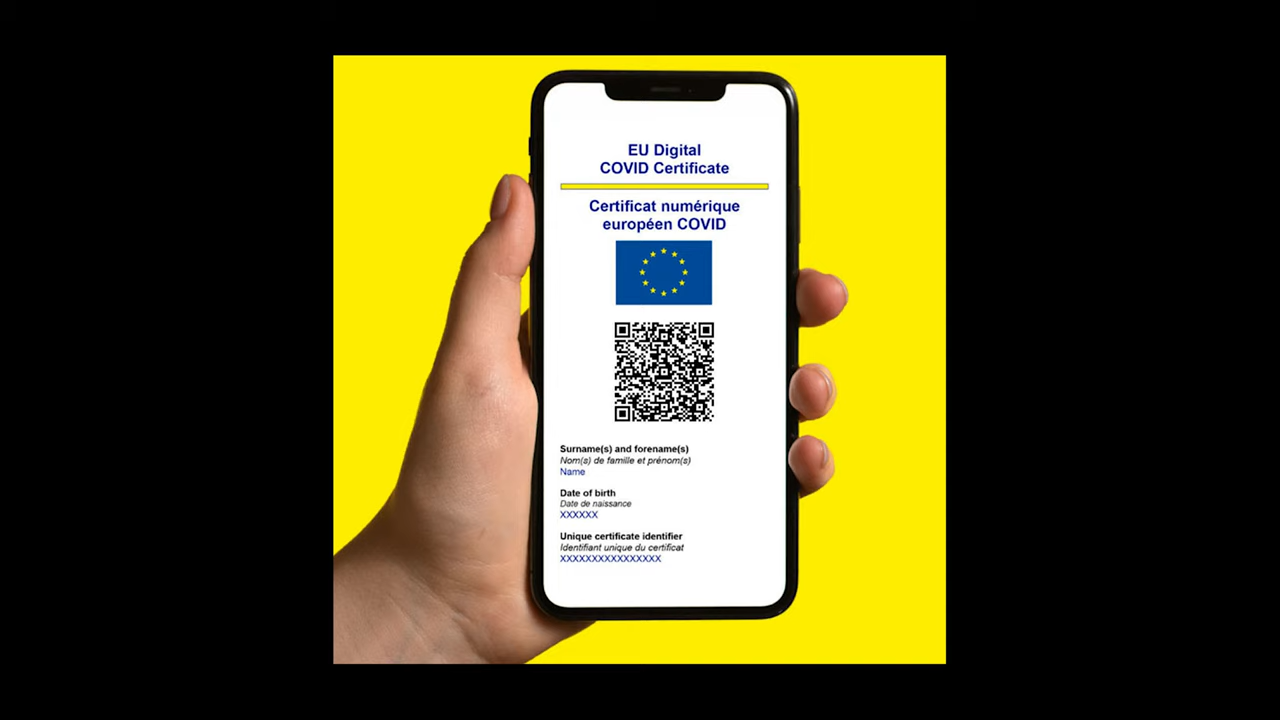 EU Digital
COVID Certificate
Certificat numérique
européen COVID
Surname(s) and forename(s)
Nom(s) de famille et prénom(s)
Name
Date of birth
Date de naissance
XXXXXX
Unique certificate identifier
Identifiant unique du certificat
XXXXXXXXXXXXXXXX